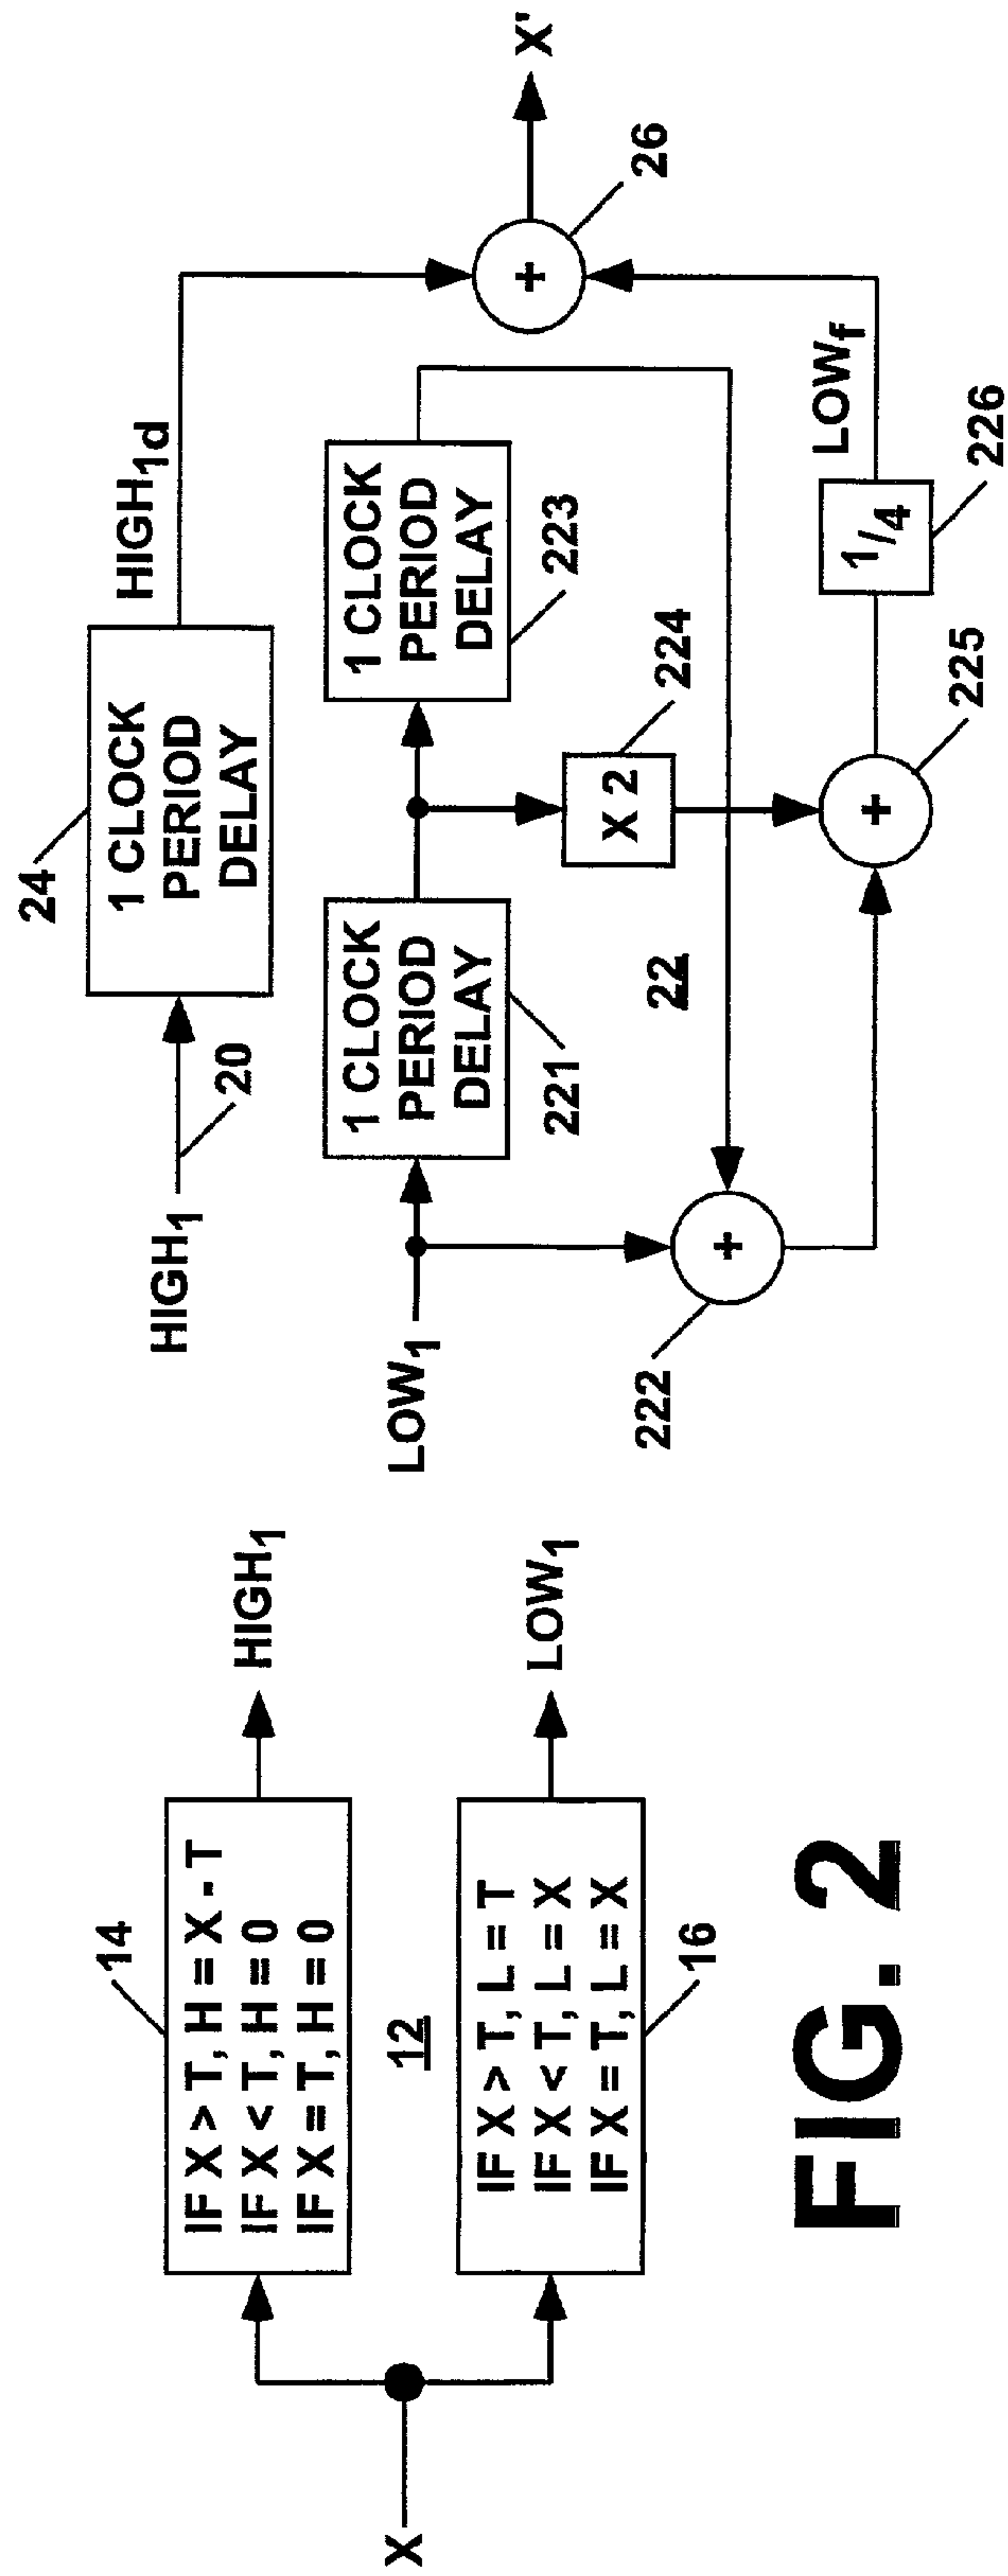 X
14
IF X > T, H = X - T
IF X < T, H = 0
IF X = T, H = 0
HIGH1
12
IF X > T, L = T
IF X < T, L = X
IF X = T, L = X
16
LOW1
HIGH1
20
24
1 CLOCK
PERIOD
DELAY
HIGH1d
LOW1
1 CLOCK
PERIOD
DELAY
221
1 CLOCK
PERIOD
DELAY
223
X 2
224
22
222
+
+
225
1/4
226
LOWf
+
26
X'
FIG. 2